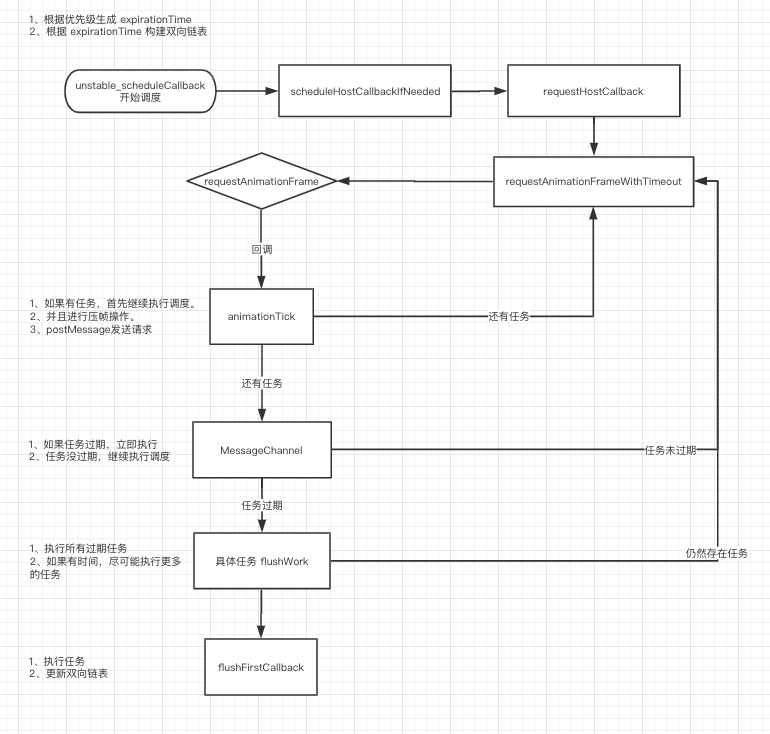 1、根据优先级生成 expirationTime
2、根据 expirationTime 构建双向链表
unstable_scheduleCallback
开始调度
scheduleHostCallbackIfNeeded
requestHostCallback
requestAnimationFrame
requestAnimationFrameWithTimeout
回调
1、如果有任务，首先继续执行调度。
2、并且进行压帧操作。
3、postMessage发送请求
animationTick
还有任务
还有任务
1、如果任务过期，立即执行
2、任务没过期，继续执行调度
MessageChannel
任务未过期
任务过期
1、执行所有过期任务
2、如果有时间，尽可能执行更多
的任务
具体任务 flushWork
仍然存在任务
1、执行任务
2、更新双向链表
flushFirstCallback